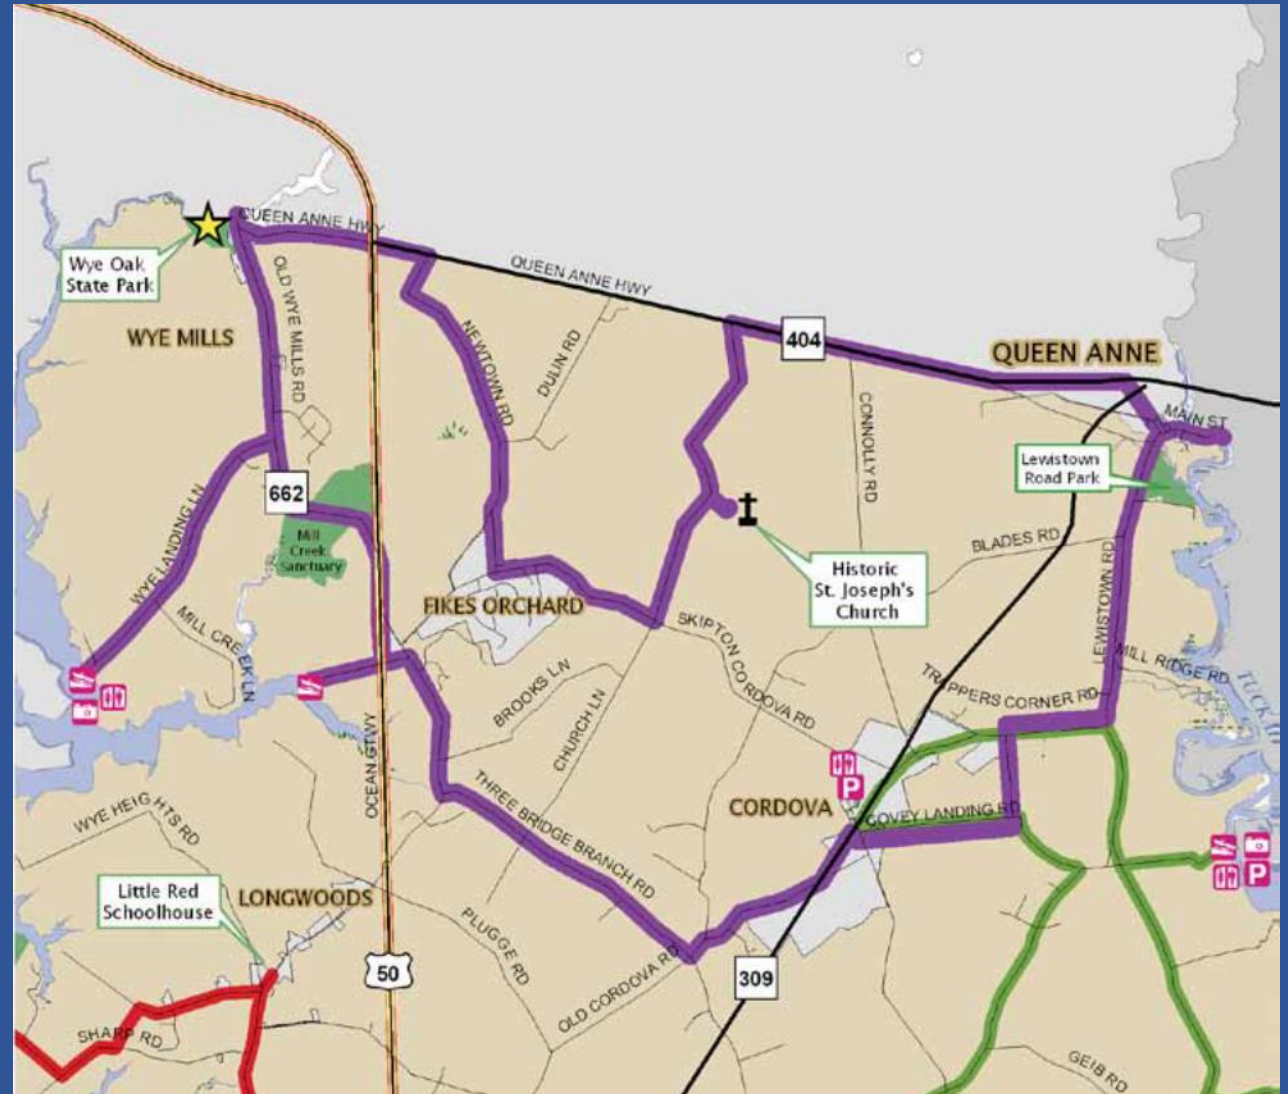 QUEEN ANNE HWY
Wye Oak
State Park
OLD WYE MILLS RD
QUEEN ANNE HWY
WYE MILLS
NEWTOWN RD
DULIN RD
404
QUEEN ANNE
CONNOLLY RD
MAIN ST
Lewistown
Road Park
662
WYE LANDING LN
Mill
Creek
Sanctuary
BLADES RD
Historic
St. Joseph's
Church
LEWISTOWN RD
FIKES ORCHARD
MILL CREEK LN
SKIPTON CORDOVA RD
MILL RIDGE RD
BROOKS LN
TRAPPERS CORNER RD
CHURCH LN
OCEAN GTWY
P
CORDOVA
COVEY LANDING RD
THREE BRIDGE BRANCH RD
WYE HEIGHTS RD
P
Little Red
Schoolhouse
LONGWOODS
PLUGGE RD
50
OLD CORDOVA RD
309
SHARP RD
GEIB RD